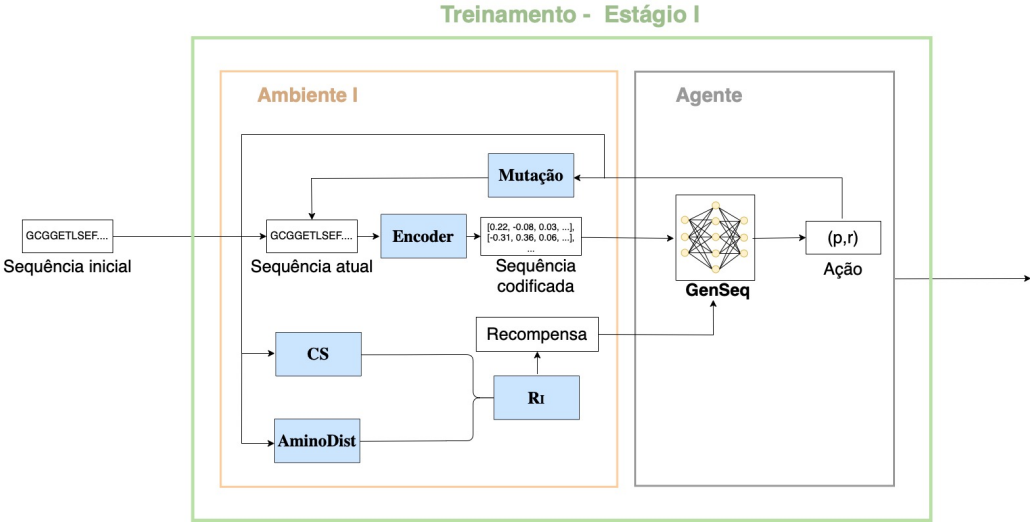 Treinamento - Estágio I
Ambiente I
Agente
Mutação
GCGGETLSEF....
Sequência inicial
GCGGETLSEF....
Sequência atual
Encoder
[0.22, -0.08, 0.03, ...],
[-0.31, 0.36, 0.06, ...],
...
Sequência
codificada
GenSeq
(p,r)
Ação
Recompensa
CS
RI
AminoDist